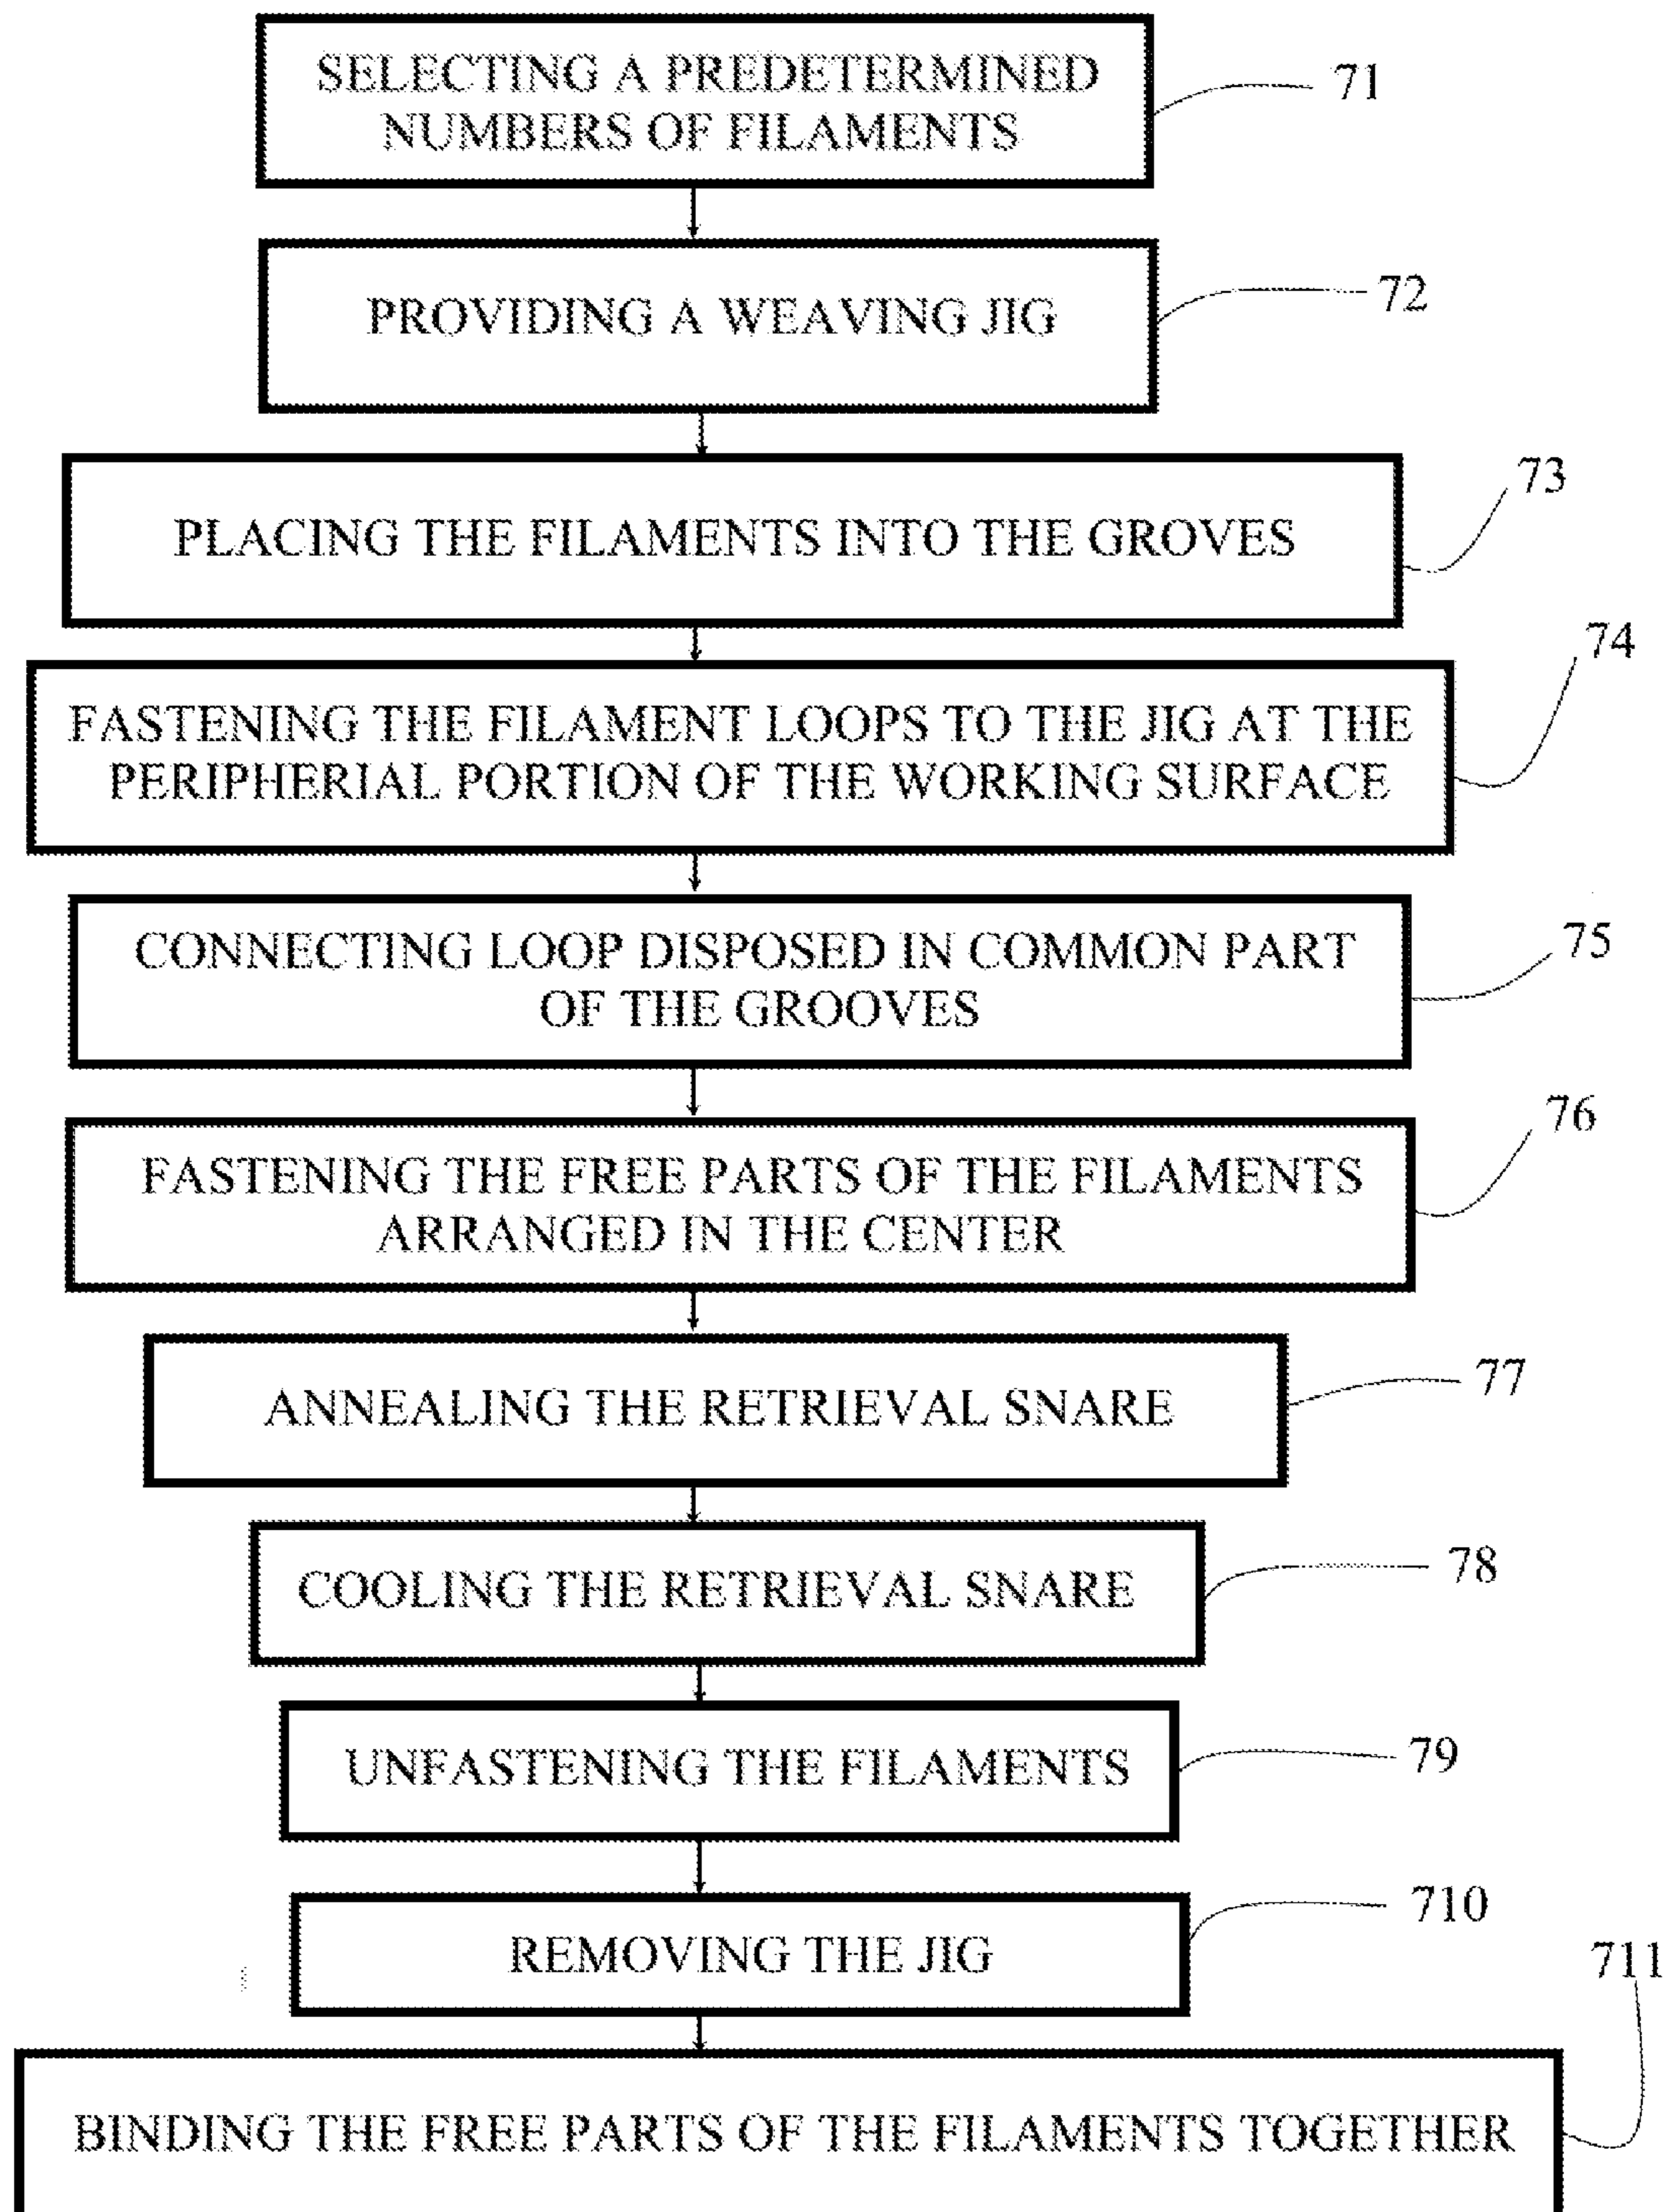 SELECTING A PREDETERMINED
NUMBERS OF FILAMENTS
71
PROVIDING A WEAVING JIG
72
PLACING THE FILAMENTS INTO THE GROVES
73
FASTENING THE FILAMENT LOOPS TO THE JIG AT THE
PERIPHERIAL PORTION OF THE WORKING SURFACE
74
CONNECTING LOOP DISPOSED IN COMMON PART
OF THE GROOVES
75
FASTENING THE FREE PARTS OF THE FILAMENTS
ARRANGED IN THE CENTER
76
ANNEALING THE RETRIEVAL SNARE
77
COOLING THE RETRIEVAL SNARE
78
UNFASTENING THE FILAMENTS
79
REMOVING THE JIG
710
BINDING THE FREE PARTS OF THE FILAMENTS TOGETHER
711